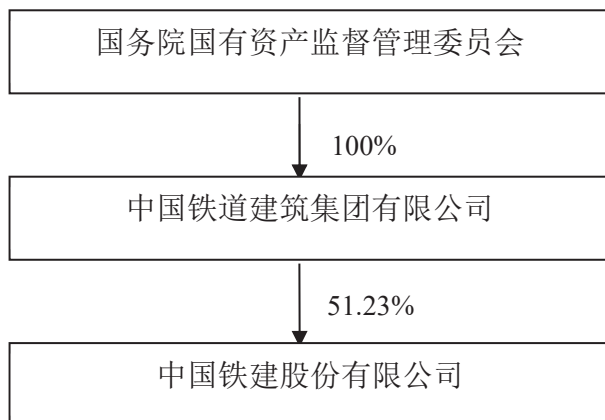 国务院国有资产监督管理委员会
100%
中国铁道建筑集团有限公司
51.23%
中国铁建股份有限公司